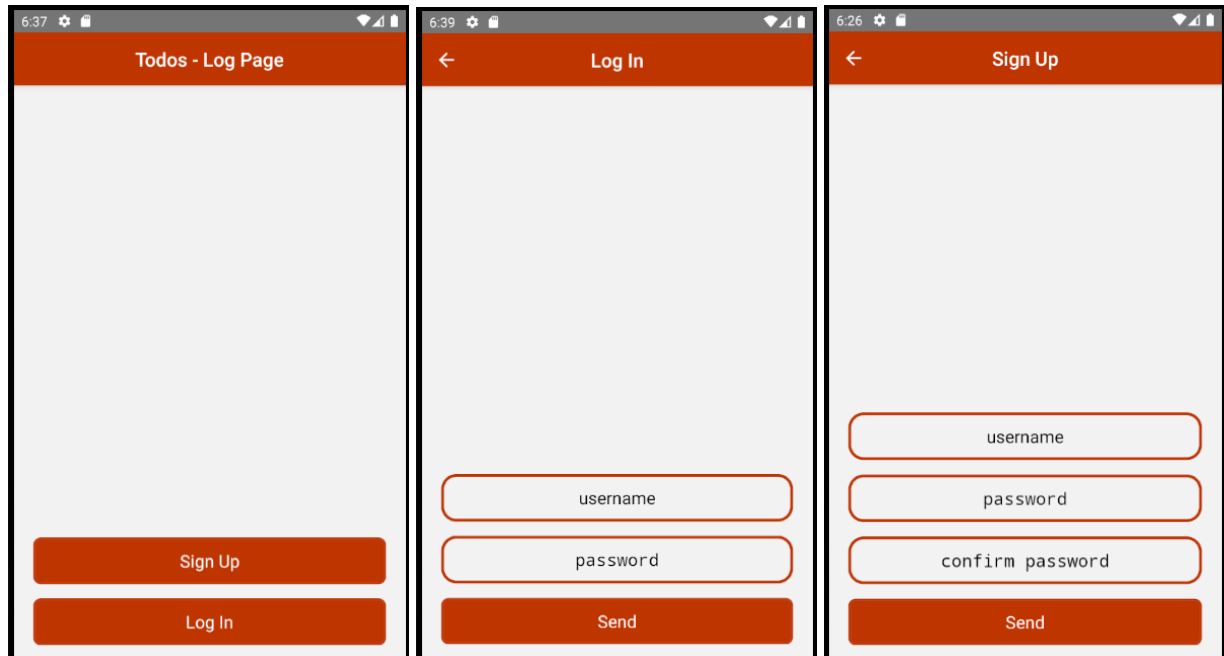 6:37
Todos - Log Page
Sign Up
Log In
6:39
Log In
username
password
Send
6:26
Sign Up
username
password
confirm password
Send